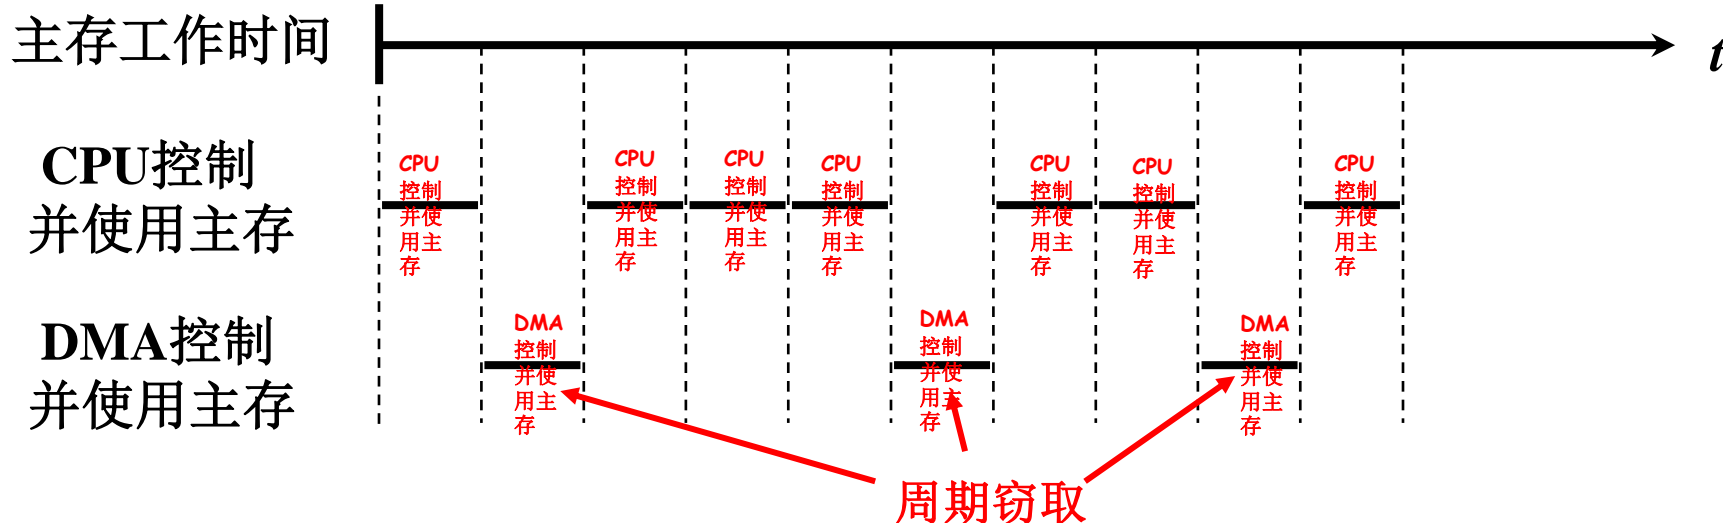 主存工作时间
t
CPU控制
并使用主存
CPU
控制
并使
用主
存
CPU
控制
并使
用主
存
CPU
控制
并使
用主
存
CPU
控制
并使
用主
存
CPU
控制
并使
用主
存
CPU
控制
并使
用主
存
CPU
控制
并使
用主
存
DMA控制
并使用主存
DMA
控制
并使
用主
存
DMA
控制
并使
用主
存
DMA
控制
并使
用主
存
周期窃取